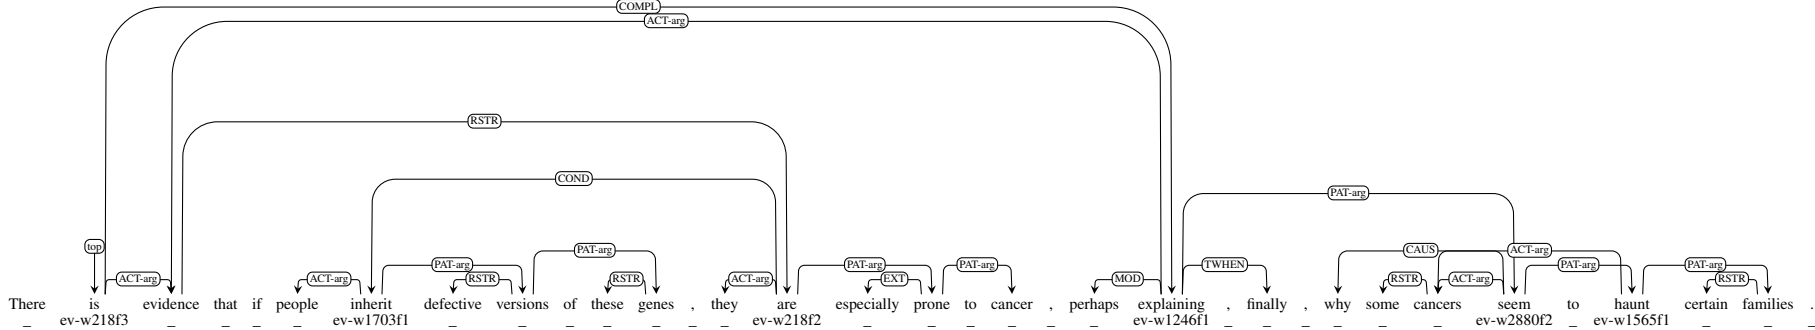 COMPL
ACT-arg
RSTR
COND
PAT-arg
top PAT-arg CAUS ACT-arg
PAT-arg PAT-arg PAT-arg TWHEN PAT-arg PAT-arg
ACT-arg ACT-arg RSTR RSTR ACT-arg EXT MOD RSTR ACT-arg RSTR
There is evidence that if people inherit defective versions of these genes , they are especially prone to cancer , perhaps explaining , finally , why some cancers seem to haunt certain families .
_ ev-w218f3 _ _ _ _ ev-w1703f1 _ _ _ _ _ _ _ ev-w218f2 _ _ _ _ _ _ ev-w1246f1 _ _ _ _ _ _ ev-w2880f2 _ ev-w1565f1 _ _ _